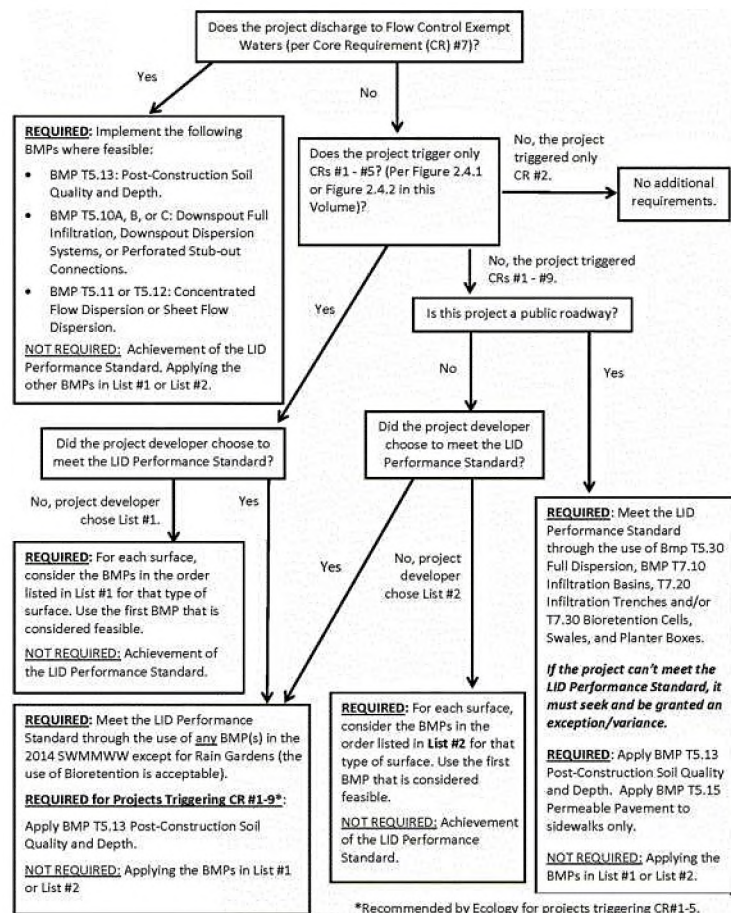 Does the project discharge to Flow Control Exempt
Waters (per Core Requirement (CR) #7)?
Yes
No
REQUIRED: Implement the following
BMPs where feasible:
• BMP T5.13: Post-Construction Soil
Quality and Depth.
• BMP T5.10A, B, or C: Downspout Full
Infiltration, Downspout Dispersion
Systems, or Perforated Stub-out
Connections.
• BMP T5.11 or T5.12: Concentrated
Flow Dispersion or Sheet Flow
Dispersion.
NOT REQUIRED: Achievement of the LID
Performance Standard. Applying the
other BMPs in List #1 or List #2.
Does the project trigger only
CRs #1 - #5? (Per Figure 2.4.1
or Figure 2.4.2 in this
Volume)?
No, the project
triggered only
CR #2.
No additional
requirements.
No, the project triggered
CRs #1 - #9.
Yes
Is this project a public roadway?
No
Yes
Did the project developer choose to
meet the LID Performance Standard?
Did the project developer
choose to meet the LID
Performance Standard?
No, project developer
chose List #1.
Yes
Yes
No, project
developer
chose List #2
REQUIRED: For each surface,
consider the BMPs in the order
listed in List #1 for that type of
surface. Use the first BMP that is
considered feasible.
NOT REQUIRED: Achievement
of the LID Performance Standard.
REQUIRED: Meet the LID Performance
Standard through the use of any BMP(s) in the
2014 SWMMWW except for Rain Gardens (the
use of Bioretention is acceptable).
REQUIRED for Projects Triggering CR #1-9*:
Apply BMP T5.13 Post-Construction Soil
Quality and Depth.
NOT REQUIRED: Applying the BMPs in List #1
or List #2
REQUIRED: For each surface,
consider the BMPs in the
order listed in List #2 for that
type of surface. Use the first
BMP that is considered
feasible.
NOT REQUIRED: Achievement
of the LID Performance
Standard.
REQUIRED: Meet the LID
Performance Standard
through the use of Bmp T5.30
Full Dispersion, BMP T7.10
Infiltration Basins, T7.20
Infiltration Trenches and/or
T7.30 Bioretention Cells,
Swales, and Planter Boxes.
If the project can't meet the
LID Performance Standard, it
must seek and be granted an
exception/variance.
REQUIRED: Apply BMP T5.13
Post-Construction Soil Quality
and Depth. Apply BMP T5.15
Permeable Pavement to
sidewalks only.
NOT REQUIRED: Applying the
BMPs in List #1 or List #2.
*Recommended by Ecology for projects triggering CR#1-5.